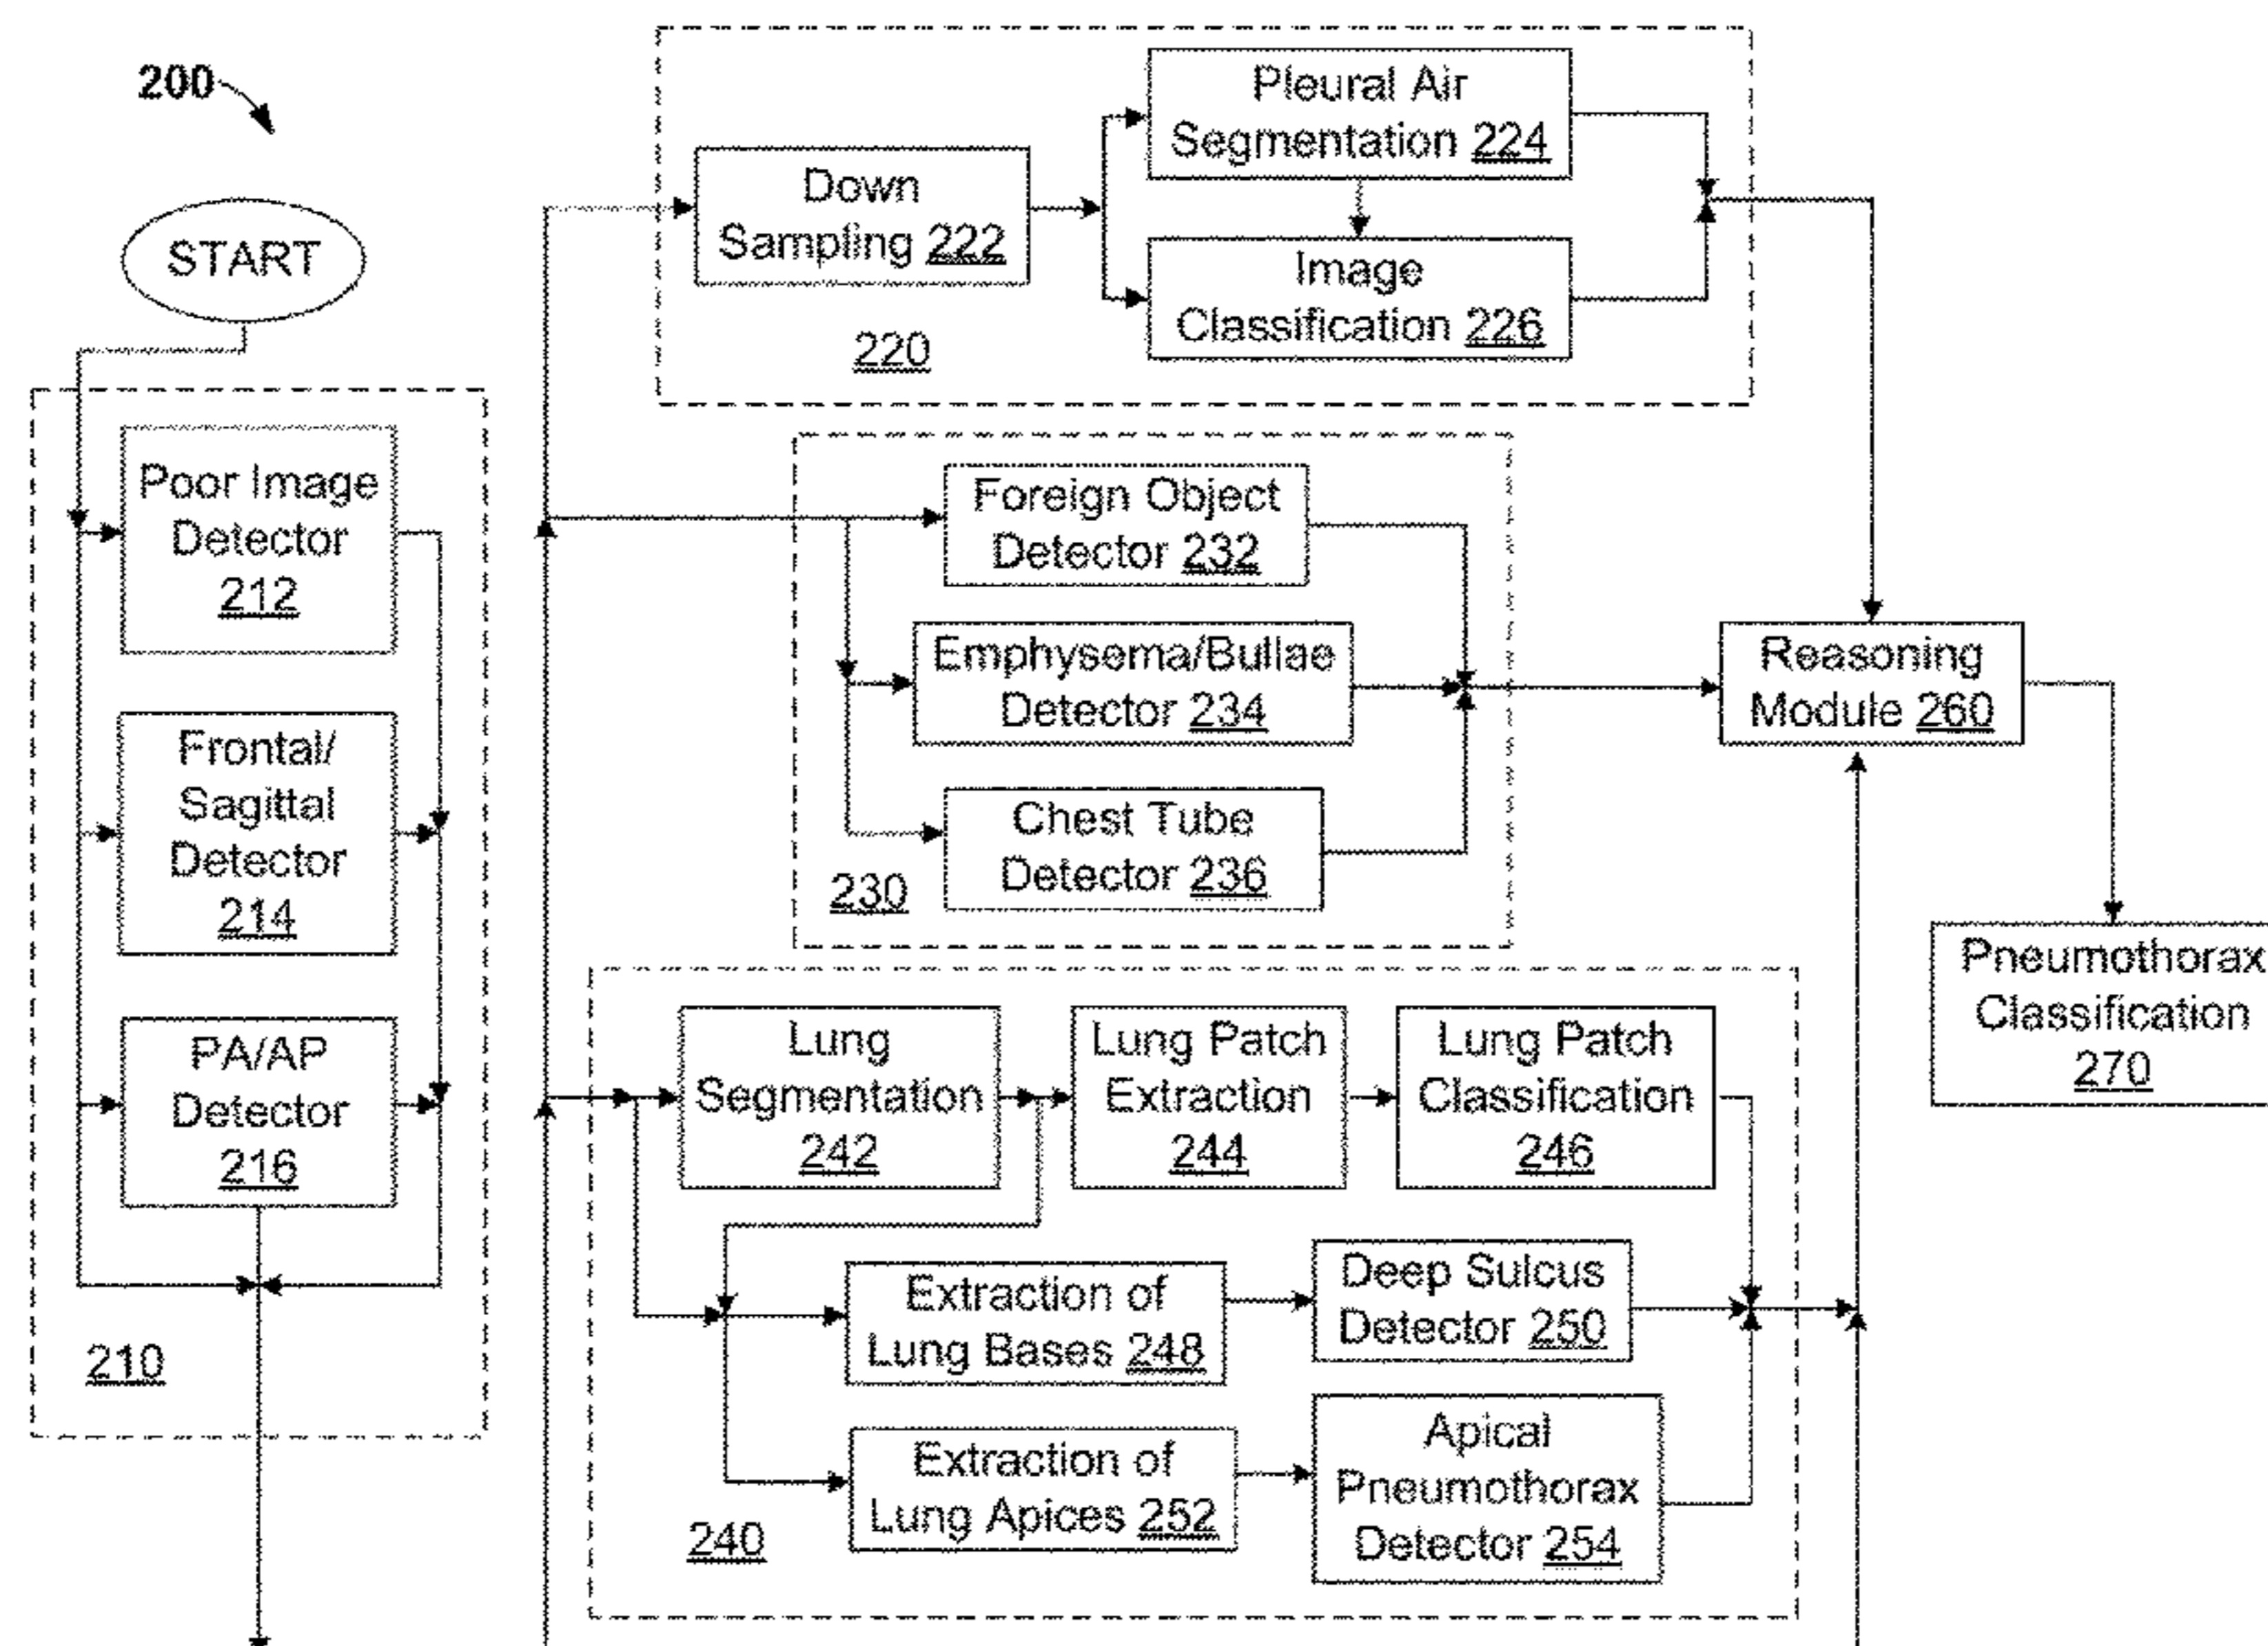 200
START
Poor Image
Detector
212
Frontal/
Sagittal
Detector
214
PA/AP
Detector
216
210
Down
Sampling 222
Pleural Air
Segmentation 224
Image
Classification 226
220
Foreign Object
Detector 232
Emphysema/Bullae
Detector 234
Chest Tube
Detector 236
230
Lung
Segmentation
242
Lung Patch
Extraction
244
Lung Patch
Classification
246
Extraction of
Lung Bases 248
Deep Sulcus
Detector 250
Extraction of
Lung Apices 252
Apical
Pneumothorax
Detector 254
240
Reasoning
Module 260
Pneumothorax
Classification
270